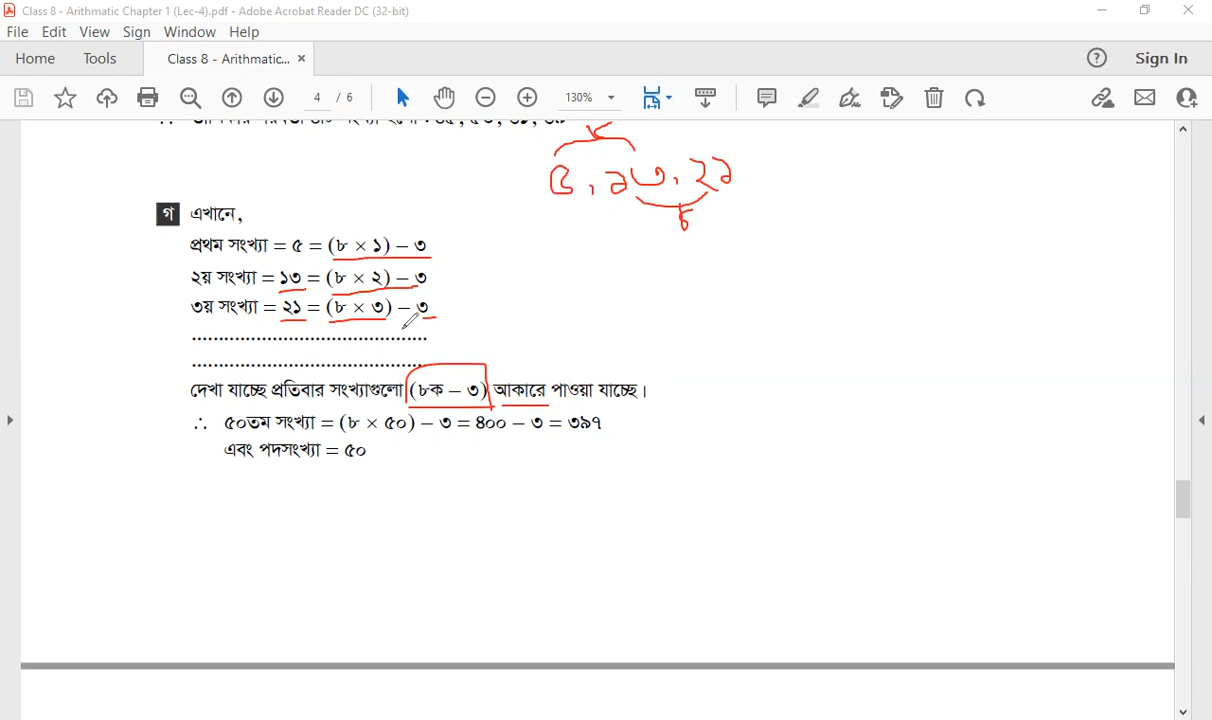 Class 8 - Arithmatic Chapter 1 (Lec-4).pdf - Adobe Acrobat Reader DC (32-bit)
File Edit View Sign Window Help
Home Tools Class 8 - Arithmatic... × Sign In
4 / 6 130%
৫, ১৩, ২১
৮
গ এখানে,
প্রথম সংখ্যা = ৫ = (৮ × ১) – ৩
২য় সংখ্যা = ১৩ = (৮ × ২) – ৩
৩য় সংখ্যা = ২১ = (৮ × ৩) – ৩
............................................
............................................
দেখা যাচ্ছে প্রতিবার সংখ্যাগুলো (৮ক – ৩) আকারে পাওয়া যাচ্ছে।
∴ ৫০তম সংখ্যা = (৮ × ৫০) – ৩ = ৪০০ – ৩ = ৩৯৭
এবং পদসংখ্যা = ৫০